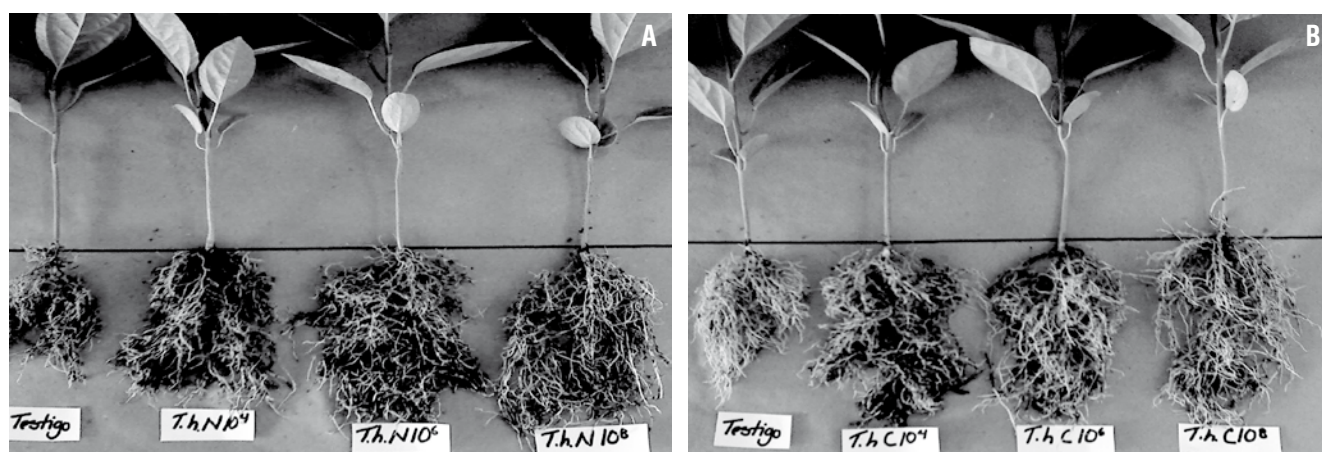 A
Testigo
T.h.N 10⁴
T.h.N 10⁶
T.h.N 10⁸
B
Testigo
T.h C 10⁴
T.h C 10⁶
T.h C 10⁸